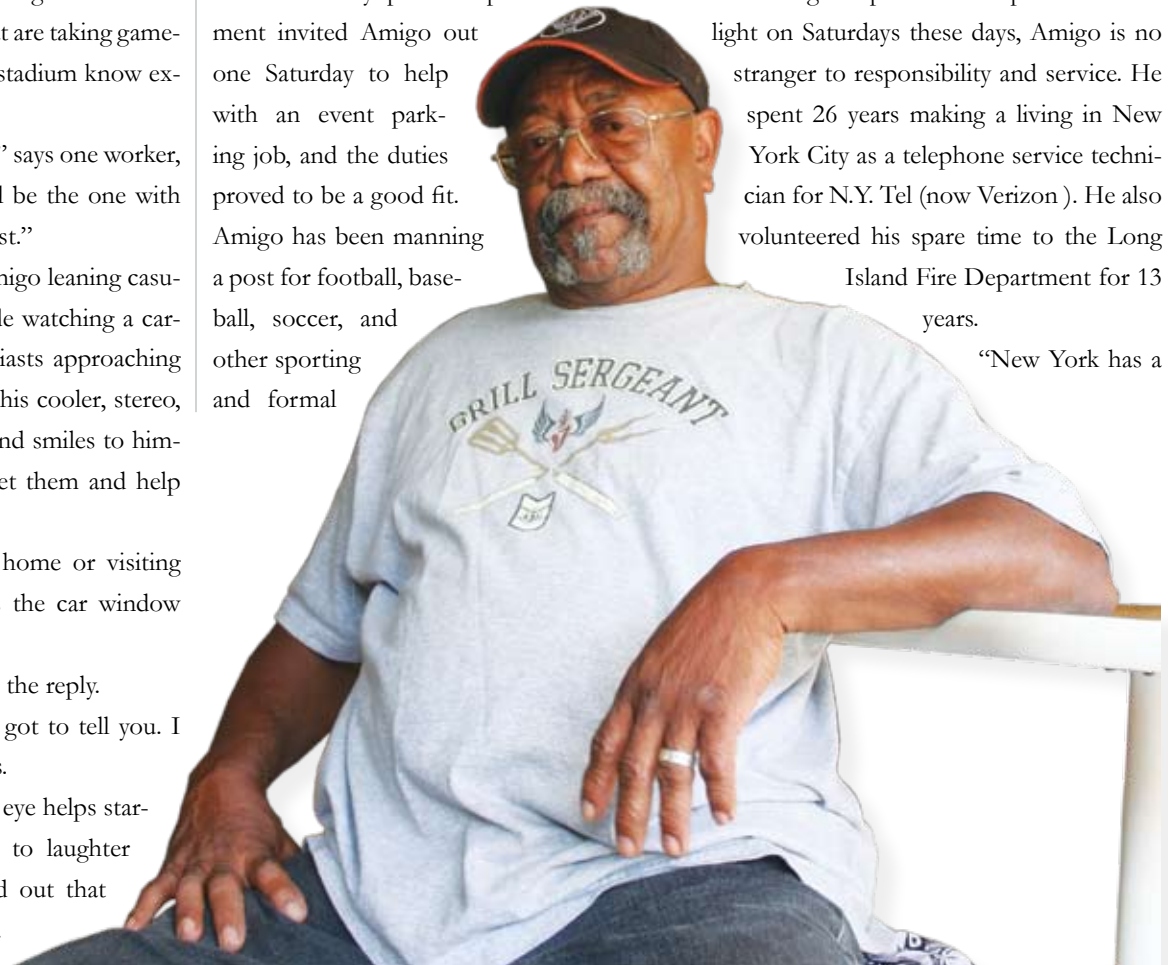 t are taking game-
stadium know ex-
” says one worker,
l be the one with
st.”
migo leaning casu-
le watching a car-
iasts approaching
his cooler, stereo,
nd smiles to him-
et them and help
home or visiting
the car window
the reply.
got to tell you. I
s.
eye helps star-
to laughter
d out that
ment invited Amigo out
one Saturday to help
with an event park-
ing job, and the duties
proved to be a good fit.
Amigo has been manning
a post for football, base-
ball, soccer, and
other sporting
and formal
light on Saturdays these days, Amigo is no
stranger to responsibility and service. He
spent 26 years making a living in New
York City as a telephone service techni-
cian for N.Y. Tel (now Verizon ). He also
volunteered his spare time to the Long
Island Fire Department for 13
years.
“New York has a
GRILL SERGEANT